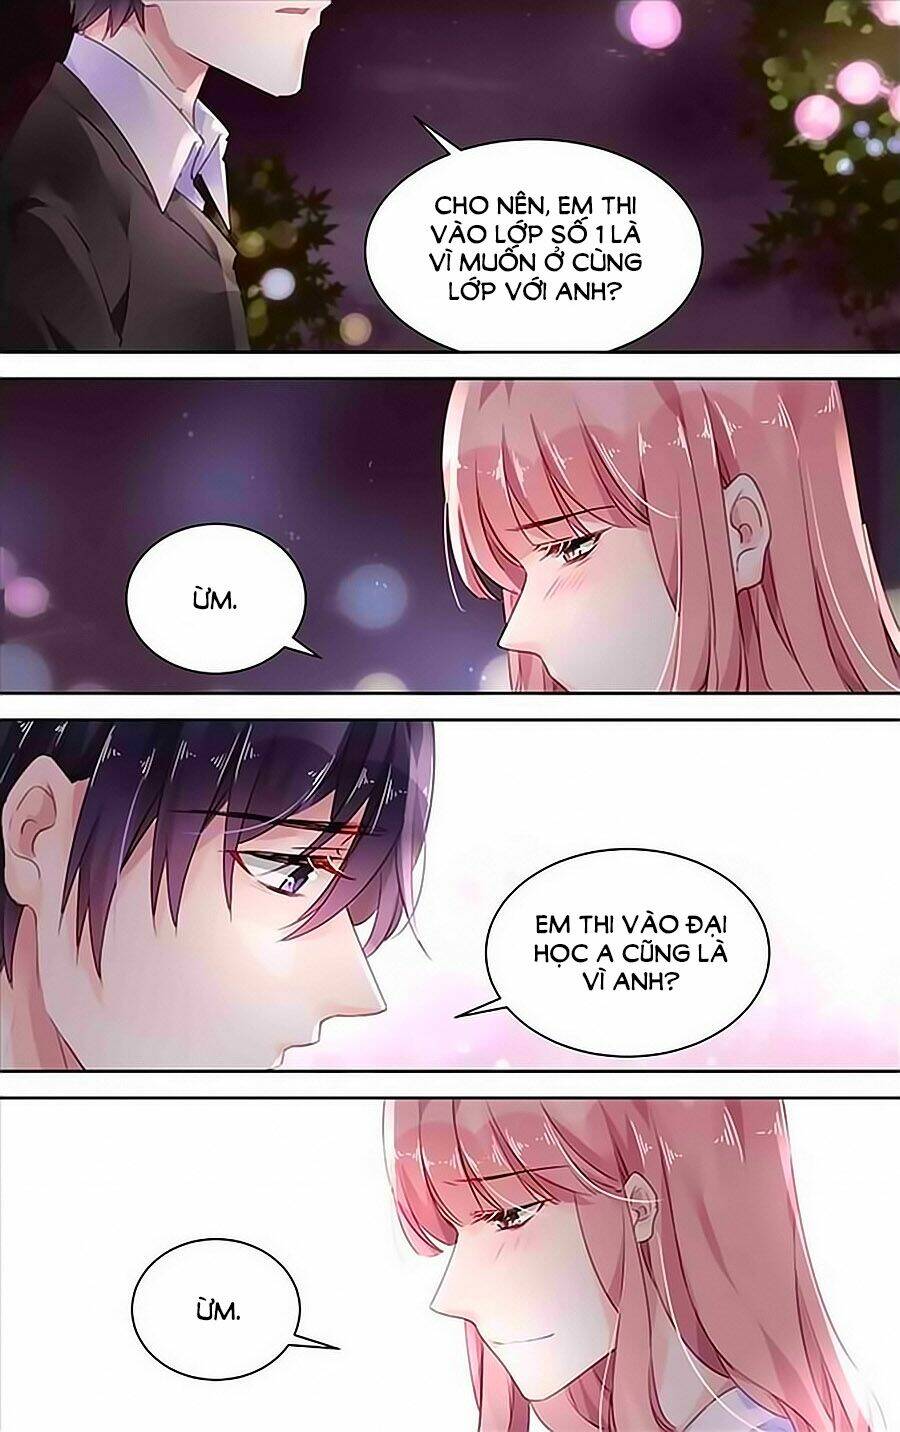 CHO NÊN, EM THI
VÀO LỚP SỐ 1 LÀ
VÌ MUỐN Ở CÙNG
LỚP VỚI ANH?
ỪM.
EM THI VÀO ĐẠI
HỌC A CŨNG LÀ
VÌ ANH?
ỪM.